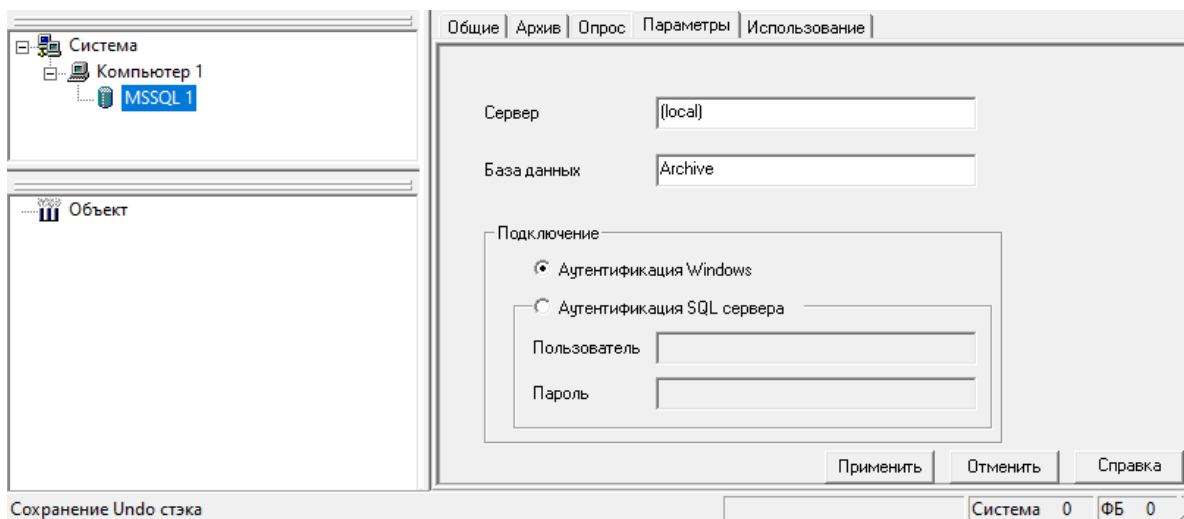 Система
Компьютер 1
MSSQL 1
Объект
Общие Архив Опрос Параметры Использование
Сервер (local)
База данных Archive
Подключение
Аутентификация Windows
Аутентификация SQL сервера
Пользователь
Пароль
Применить Отменить Справка
Сохранение Undo стэка Система 0 ФБ 0